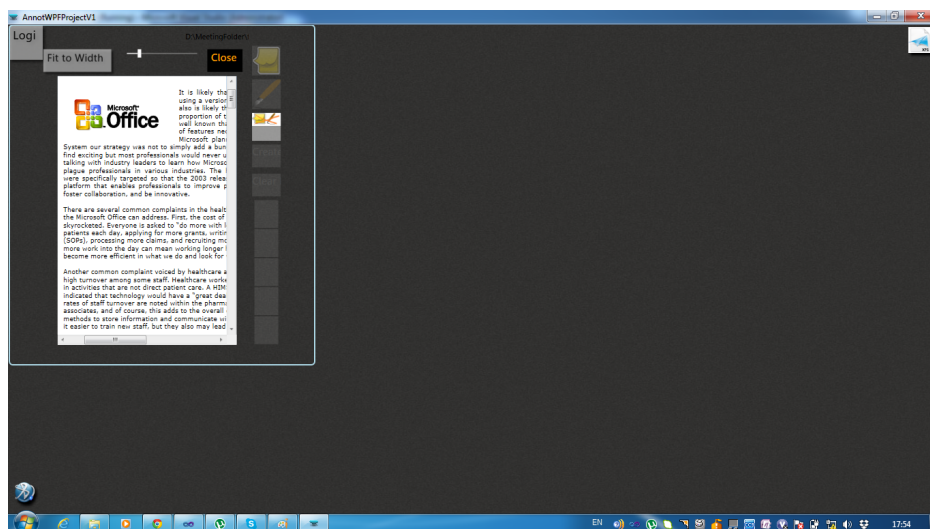 AnnotWPFProjectV1
Logi
D:\MeetingFolder\
Fit to Width
Close
Microsoft
Office
It is likely tha
using a version
also is likely th
proportion of t
well known tha
of features nee
Microsoft plan
System our strategy was not to simply add a bun
find exciting but most professionals would never u
talking with industry leaders to learn how Microso
plague professionals in various industries. The
were specifically targeted so that the 2003 relea
platform that enables professionals to improve p
foster collaboration, and be innovative.
There are several common complaints in the healt
the Microsoft Office can address. First, the cost of
skyrocketed. Everyone is asked to "do more with l
patients each day, applying for more grants, writin
(SOPs), processing more claims, and recruiting mo
more work into the day can mean working longer
become more efficient in what we do and look for
Another common complaint voiced by healthcare a
high turnover among some staff. Healthcare worke
in activities that are not direct patient care. A HIM
indicated that technology would have a "great dea
rates of staff turnover are noted within the pharma
associates, and of course, this adds to the overall
methods to store information and communicate wi
it easier to train new staff, but they also may lead
XPS
EN
17:54